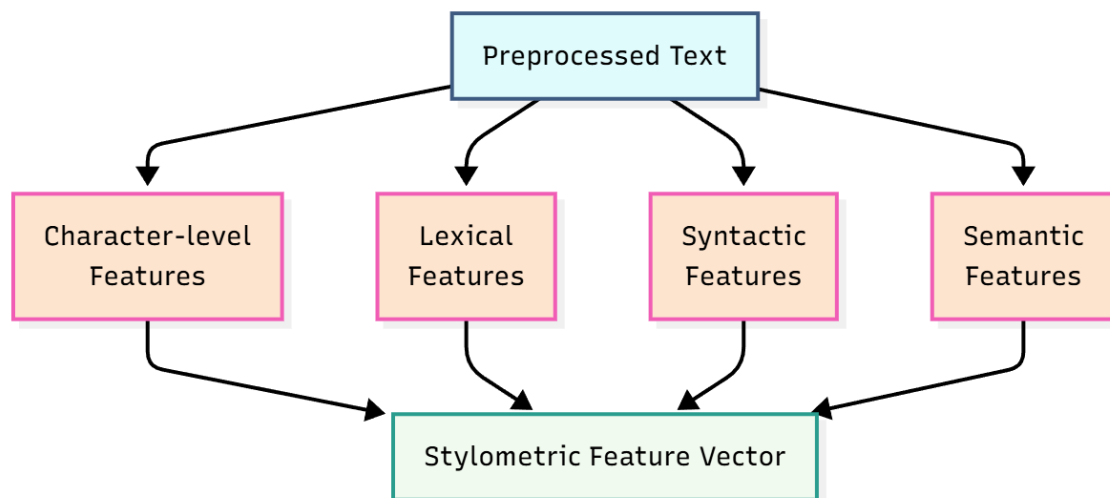 Preprocessed Text
Character-level
Features
Lexical
Features
Syntactic
Features
Semantic
Features
Stylometric Feature Vector